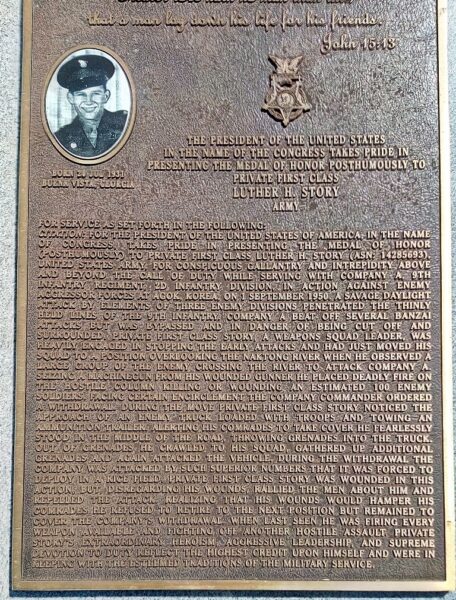 Greater love hath no man than this
that a man lay down his life for his friends.
John 15:13
BORN 20 JUL 1931
BUENA VISTA, GEORGIA
THE PRESIDENT OF THE UNITED STATES
IN THE NAME OF THE CONGRESS TAKES PRIDE IN
PRESENTING THE MEDAL OF HONOR POSTHUMOUSLY TO
PRIVATE FIRST CLASS
LUTHER H. STORY
ARMY
FOR SERVICE AS SET FORTH IN THE FOLLOWING:
CITATION: FOR THE PRESIDENT OF THE UNITED STATES OF AMERICA, IN THE NAME
OF CONGRESS, TAKES PRIDE IN PRESENTING THE MEDAL OF HONOR
(POSTHUMOUSLY) TO PRIVATE FIRST CLASS LUTHER H. STORY (ASN: 14285693),
UNITED STATES ARMY, FOR CONSPICUOUS GALLANTRY AND INTREPIDITY ABOVE
AND BEYOND THE CALL OF DUTY WHILE SERVING WITH COMPANY A, 9TH
INFANTRY REGIMENT, 2D INFANTRY DIVISION, IN ACTION AGAINST ENEMY
AGGRESSOR FORCES AT AGOK, KOREA, ON 1 SEPTEMBER 1950. A SAVAGE DAYLIGHT
ATTACK BY ELEMENTS OF THREE ENEMY DIVISIONS PENETRATED THE THINLY
HELD LINES OF THE 9TH INFANTRY. COMPANY A BEAT OFF SEVERAL BANZAI
ATTACKS BUT WAS BYPASSED AND IN DANGER OF BEING CUT OFF AND
SURROUNDED. PRIVATE FIRST CLASS STORY, A WEAPONS SQUAD LEADER, WAS
HEAVILY ENGAGED IN STOPPING THE EARLY ATTACKS AND HAD JUST MOVED HIS
SQUAD TO A POSITION OVERLOOKING THE NAKTONG RIVER WHEN HE OBSERVED A
LARGE GROUP OF THE ENEMY CROSSING THE RIVER TO ATTACK COMPANY A.
SEIZING A MACHINEGUN FROM HIS WOUNDED GUNNER HE PLACED DEADLY FIRE ON
THE HOSTILE COLUMN KILLING OR WOUNDING AN ESTIMATED 100 ENEMY
SOLDIERS. FACING CERTAIN ENCIRCLEMENT THE COMPANY COMMANDER ORDERED
A WITHDRAWAL. DURING THE MOVE PRIVATE FIRST CLASS STORY NOTICED THE
APPROACH OF AN ENEMY TRUCK LOADED WITH TROOPS AND TOWING AN
AMMUNITION TRAILER. ALERTING HIS COMRADES TO TAKE COVER HE FEARLESSLY
STOOD IN THE MIDDLE OF THE ROAD, THROWING GRENADES INTO THE TRUCK.
OUT OF GRENADES HE CRAWLED TO HIS SQUAD, GATHERED UP ADDITIONAL
GRENADES AND AGAIN ATTACKED THE VEHICLE. DURING THE WITHDRAWAL THE
COMPANY WAS ATTACKED BY SUCH SUPERIOR NUMBERS THAT IT WAS FORCED TO
DEPLOY IN A RICE FIELD. PRIVATE FIRST CLASS STORY WAS WOUNDED IN THIS
ACTION, BUT, DISREGARDING HIS WOUNDS, RALLIED THE MEN ABOUT HIM AND
REPELLED THE ATTACK. REALIZING THAT HIS WOUNDS WOULD HAMPER HIS
COMRADES HE REFUSED TO RETIRE TO THE NEXT POSITION BUT REMAINED TO
COVER THE COMPANY'S WITHDRAWAL. WHEN LAST SEEN HE WAS FIRING EVERY
WEAPON AVAILABLE AND FIGHTING OFF ANOTHER HOSTILE ASSAULT. PRIVATE
STORY'S EXTRAORDINARY HEROISM, AGGRESSIVE LEADERSHIP, AND SUPREME
DEVOTION TO DUTY REFLECT THE HIGHEST CREDIT UPON HIMSELF AND WERE IN
KEEPING WITH THE ESTEEMED TRADITIONS OF THE MILITARY SERVICE.